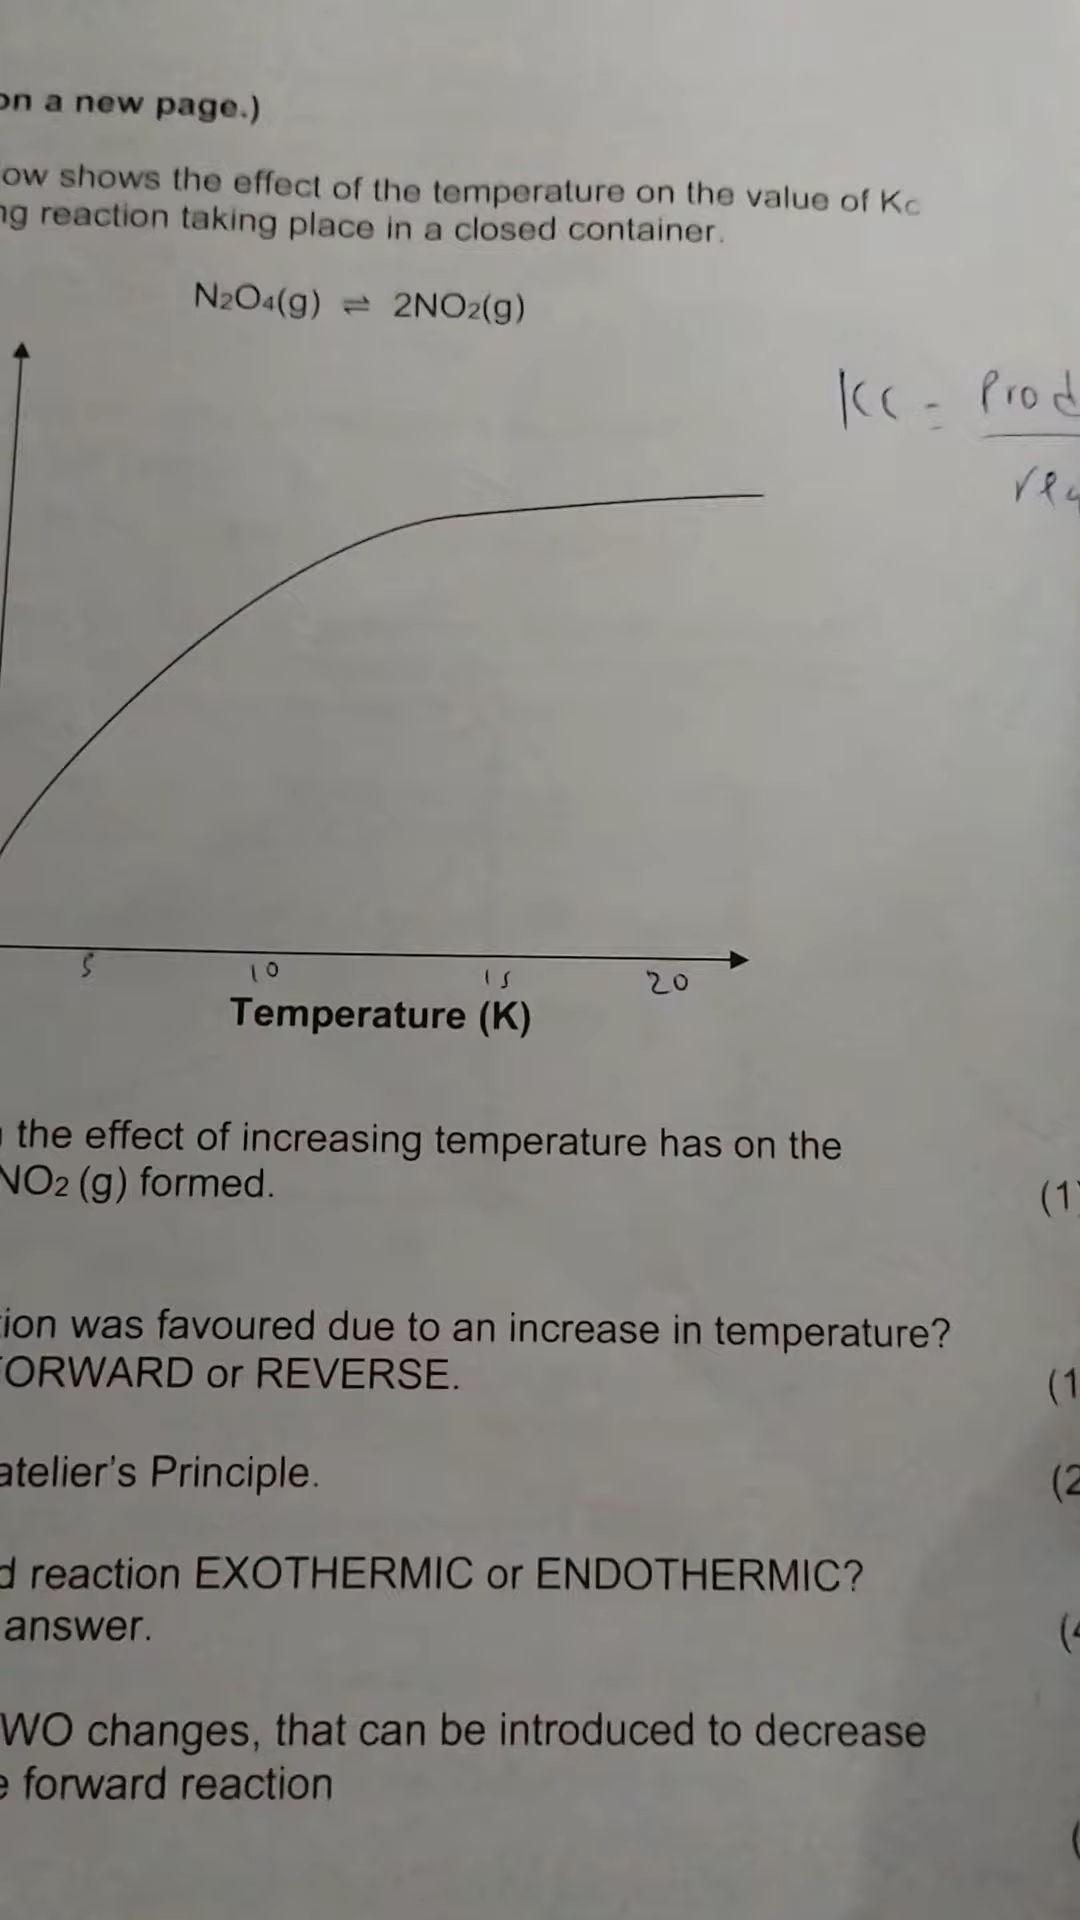 on a new page.)
ow shows the effect of the temperature on the value of Kc
ng reaction taking place in a closed container.
N2O4(g) ⇌ 2NO2(g)
Kc = Prod
5 10 15 20
Temperature (K)
the effect of increasing temperature has on the
NO2 (g) formed.
(1)
tion was favoured due to an increase in temperature?
FORWARD or REVERSE.
(1
atelier's Principle.
(2
d reaction EXOTHERMIC or ENDOTHERMIC?
answer.
(4
WO changes, that can be introduced to decrease
e forward reaction
(